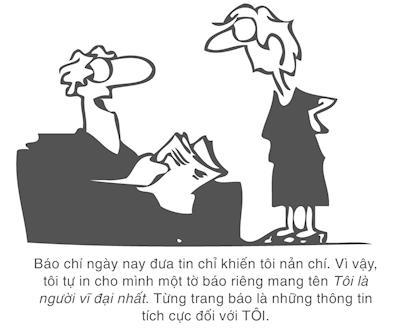 Báo chí ngày nay đưa tin chỉ khiến tôi nản chí. Vì vậy,
tôi tự in cho mình một tờ báo riêng mang tên Tôi là
người vĩ đại nhất. Từng trang báo là những thông tin
tích cực đối với TÔI.